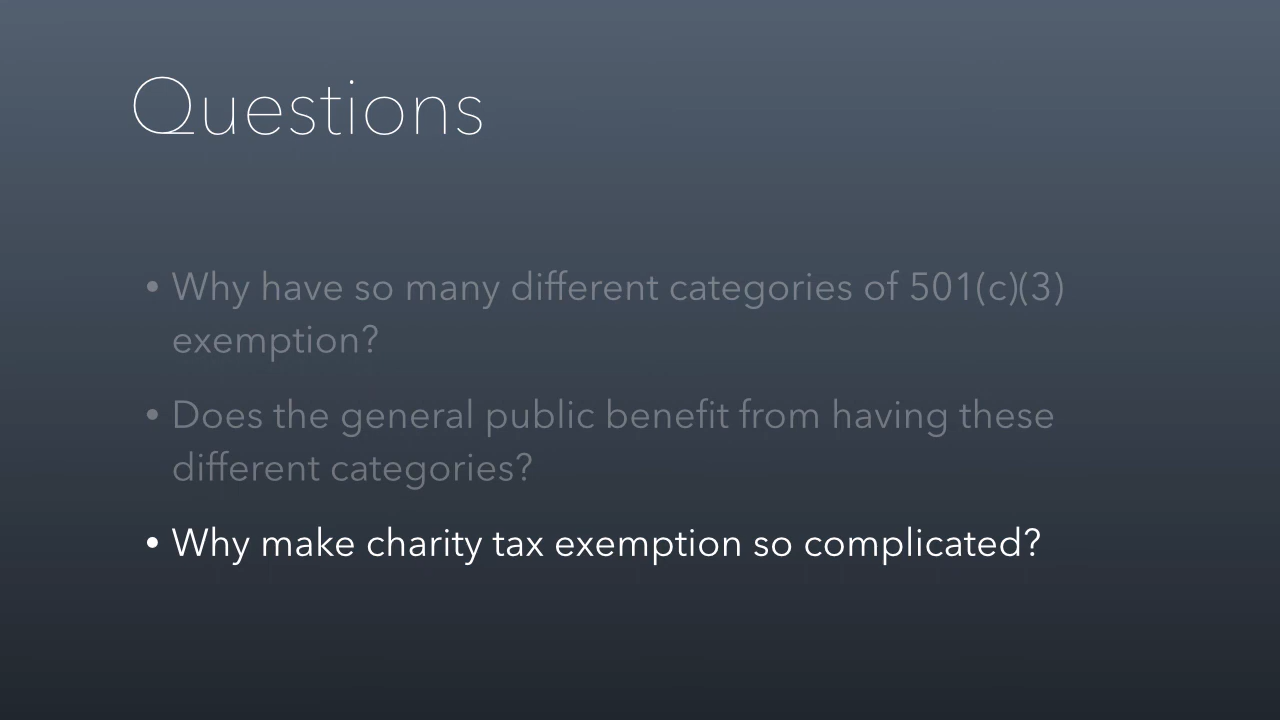 Questions
• Why have so many different categories of 501(c)(3)
exemption?
• Does the general public benefit from having these
different categories?
• Why make charity tax exemption so complicated?